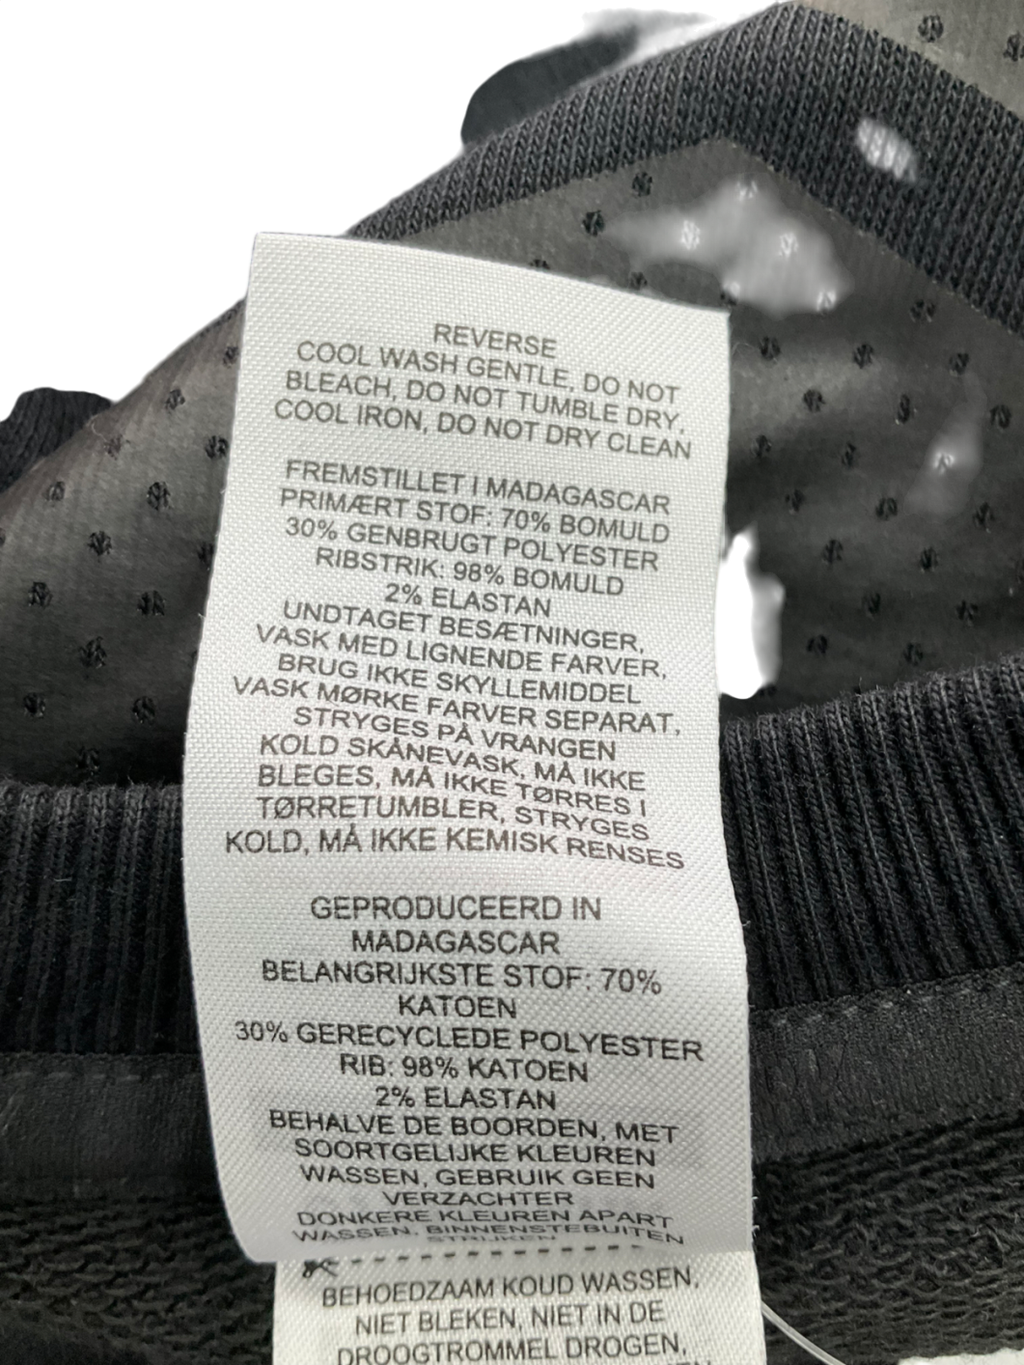 REVERSE
COOL WASH GENTLE, DO NOT
BLEACH, DO NOT TUMBLE DRY,
COOL IRON, DO NOT DRY CLEAN
FREMSTILLET I MADAGASCAR
PRIMÆRT STOF: 70% BOMULD
30% GENBRUGT POLYESTER
RIBSTRIK: 98% BOMULD
2% ELASTAN
UNDTAGET BESÆTNINGER,
VASK MED LIGNENDE FARVER,
BRUG IKKE SKYLLEMIDDEL
VASK MØRKE FARVER SEPARAT,
STRYGES PÅ VRANGEN
KOLD SKÅNEVASK, MÅ IKKE
BLEGES, MÅ IKKE TØRRES I
TØRRETUMBLER, STRYGES
KOLD, MÅ IKKE KEMISK RENSES
GEPRODUCEERD IN
MADAGASCAR
BELANGRIJKSTE STOF: 70%
KATOEN
30% GERECYCLEDE POLYESTER
RIB: 98% KATOEN
2% ELASTAN
BEHALVE DE BOORDEN, MET
SOORTGELIJKE KLEUREN
WASSEN, GEBRUIK GEEN
VERZACHTER
DONKERE KLEUREN APART
WASSEN, BINNENSTEBUITEN
STRIJKEN
BEHOEDZAAM KOUD WASSEN,
NIET BLEKEN, NIET IN DE
DROOGTROMMEL DROGEN,